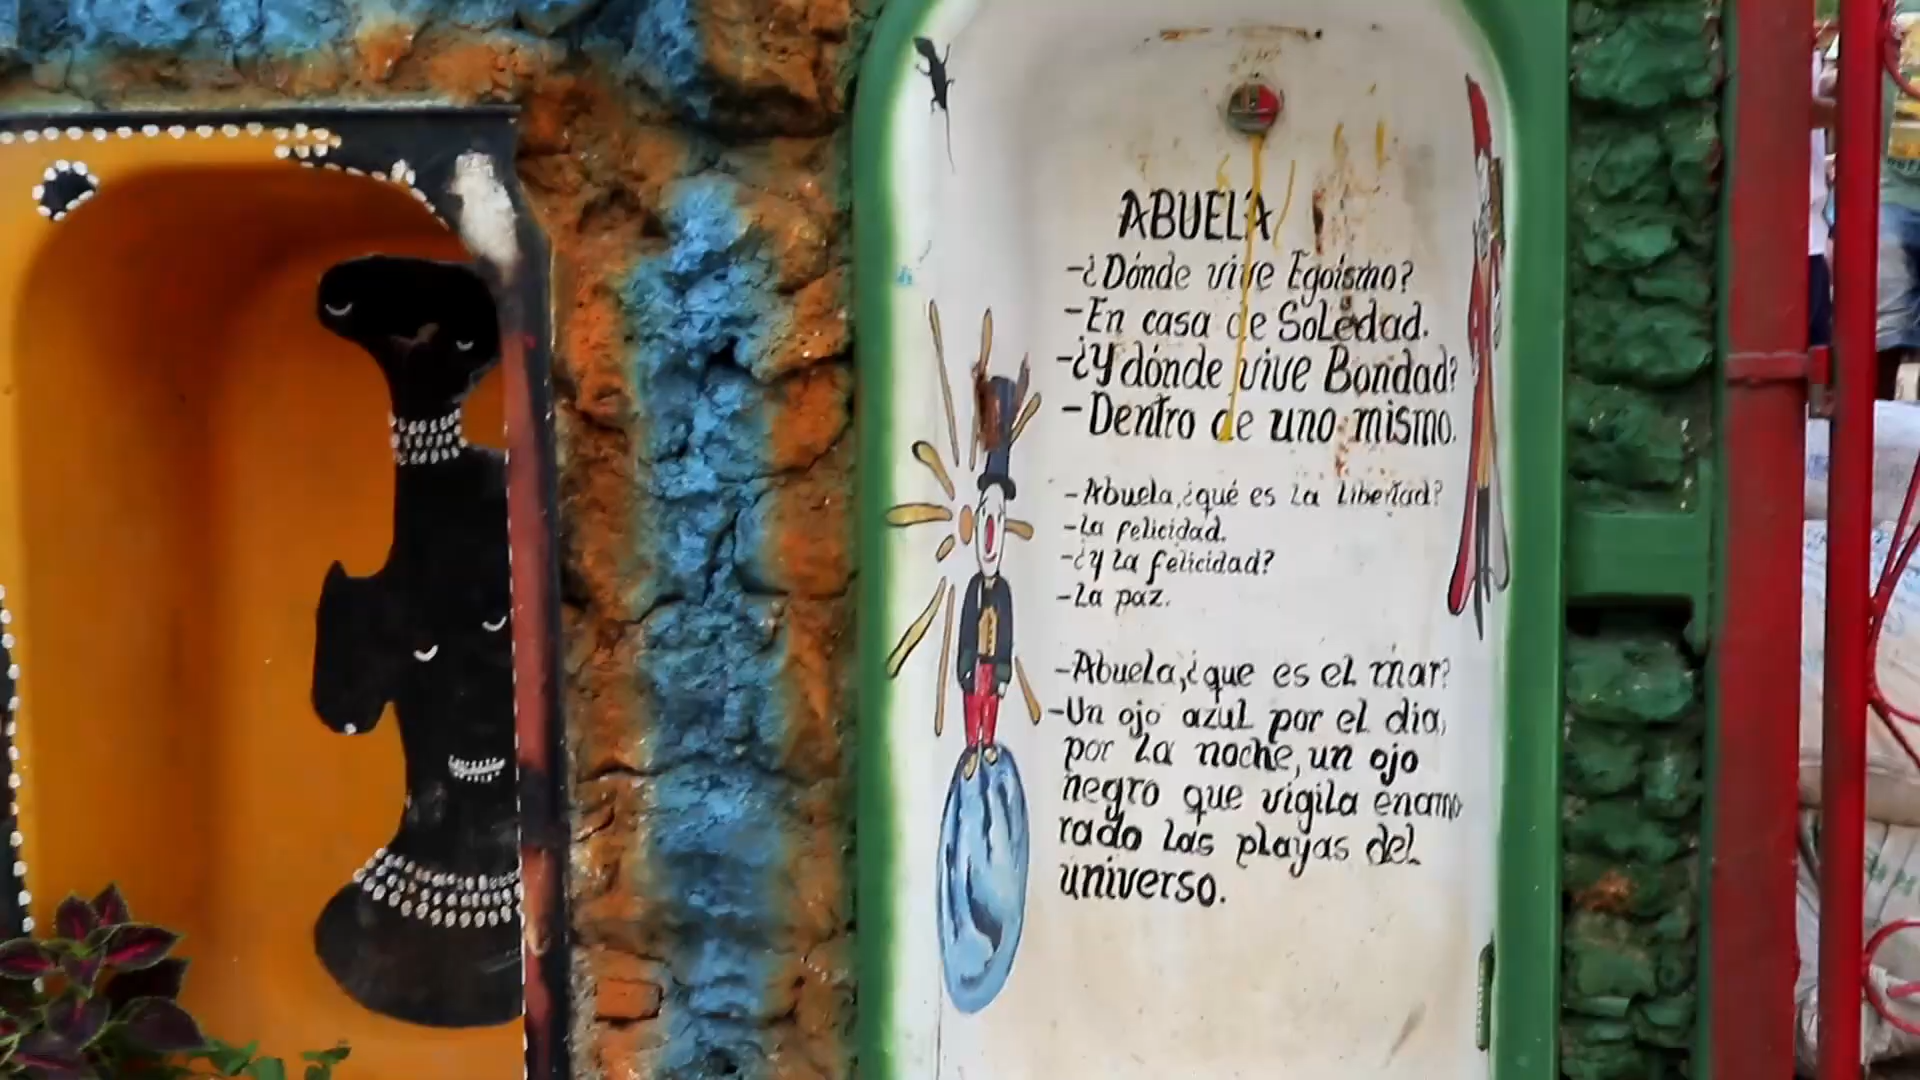 ABUELA
-¿Dónde vive Egoísmo?
-En casa de Soledad.
-¿Y dónde vive Bondad?
-Dentro de uno mismo.
-Abuela,¿qué es la libertad?
-La felicidad.
-¿Y la felicidad?
-La paz.
-Abuela,¿que es el mar?
-Un ojo azul por el dia,
por la noche, un ojo
negro que vigila enamo
rado las playas del
universo.